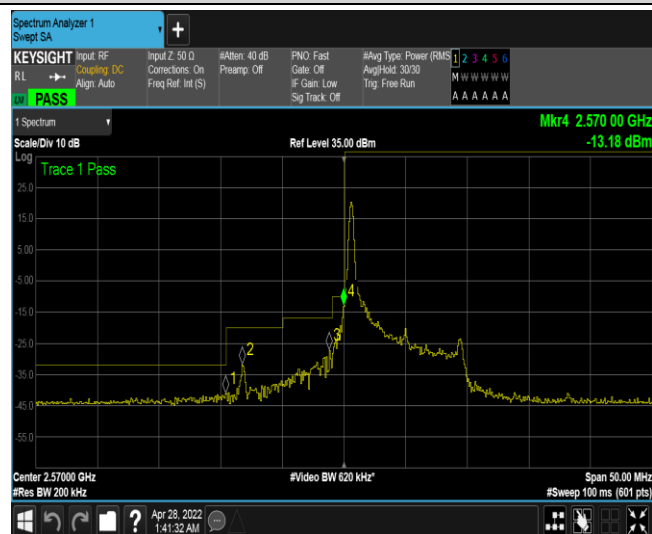 Spectrum Analyzer 1
Swept SA
+
KEYSIGHT Input: RF
RL
Coupling: DC
Align: Auto
PASS
Input Z: 50 Ω
Corrections: On
Freq Ref: Int (S)
#Atten: 40 dB
Preamp: Off
PNO: Fast
Gate: Off
IF Gain: Low
Sig Track: Off
#Avg Type: Power (RMS
Avg|Hold: 30/30
Trig: Free Run
1 2 3 4 5 6
M W W W W W
A A A A A A
1 Spectrum
Mkr4 2.570 00 GHz
-13.18 dBm
Scale/Div 10 dB
Ref Level 35.00 dBm
Log
Trace 1 Pass
25.0
15.0
5.00
-5.00
-15.0
-25.0
-35.0
-45.0
-55.0
1
2
3
4
Center 2.57000 GHz
#Video BW 620 kHz*
Span 50.00 MHz
#Res BW 200 kHz
#Sweep 100 ms (601 pts)
?
Apr 28, 2022
1:41:32 AM